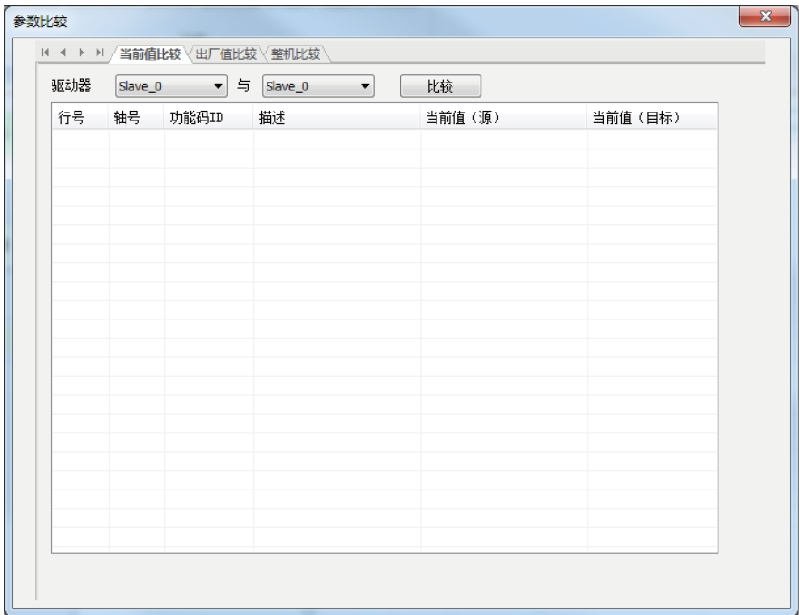 参数比较
当前值比较 出厂值比较 整机比较
驱动器 Slave_0 与 Slave_0 比较
行号 轴号 功能码ID 描述 当前值（源） 当前值（目标）